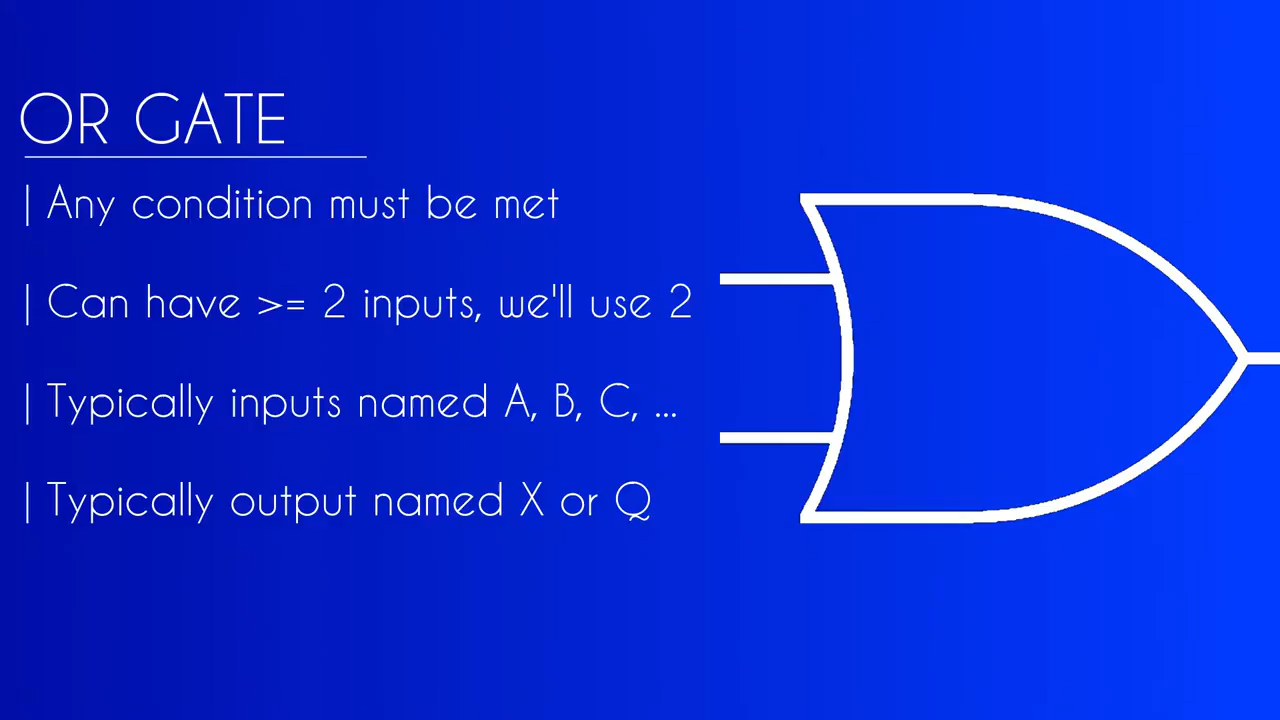 OR GATE
| Any condition must be met
| Can have >= 2 inputs, we'll use 2
| Typically inputs named A, B, C, ...
| Typically output named X or Q